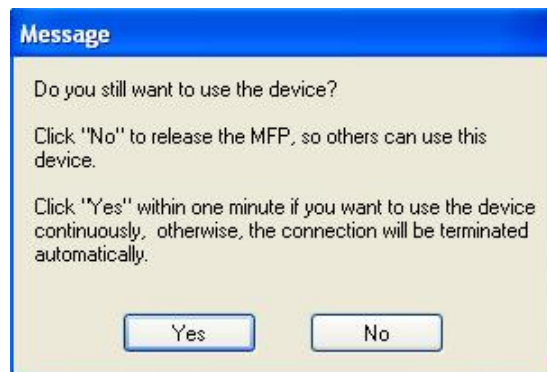 Message
Do you still want to use the device?
Click "No" to release the MFP, so others can use this
device.
Click "Yes" within one minute if you want to use the device
continuously, otherwise, the connection will be terminated
automatically.
Yes
No